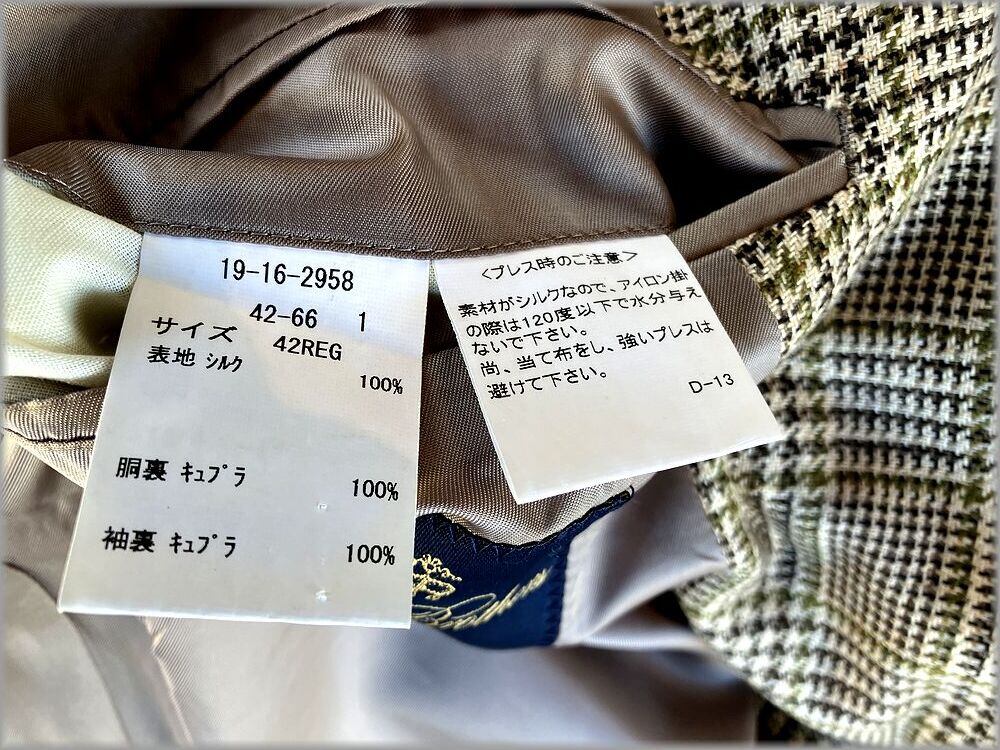 19-16-2958
42-66 1
サイズ 42REG
表地 ｼﾙｸ
100%
胴裏 ｷｭﾌﾟﾗ 100%
袖裏 ｷｭﾌﾟﾗ 100%
<プレス時のご注意>
素材がシルクなので、アイロン掛
の際は120度以下で水分与え
ないで下さい。
尚、当て布をし、強いプレスは
避けて下さい。
D-13
Brothers